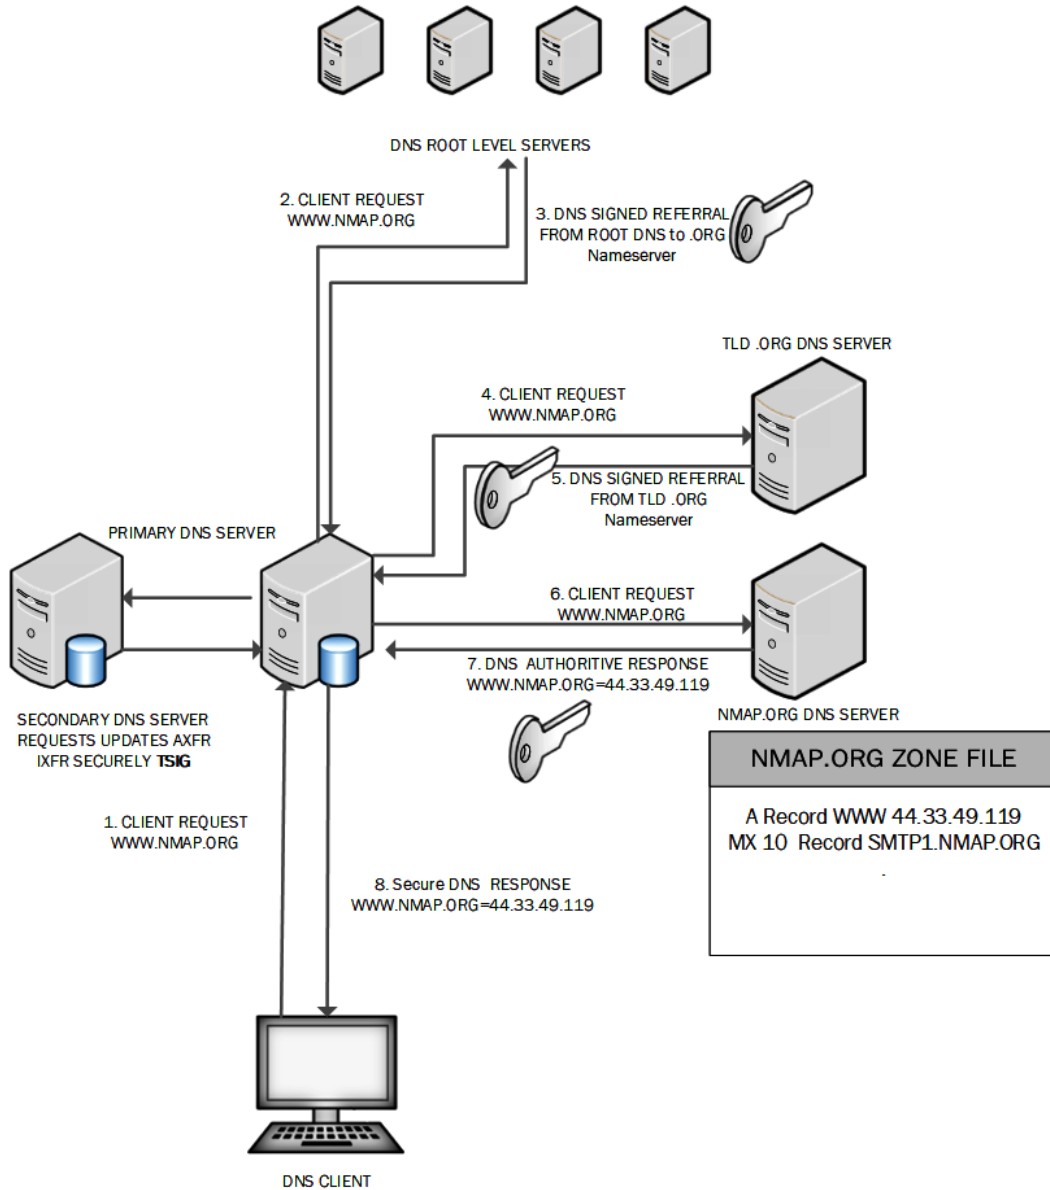 DNS ROOT LEVEL SERVERS
2. CLIENT REQUEST
WWW.NMAP.ORG
3. DNS SIGNED REFERRAL
FROM ROOT DNS to .ORG
Nameserver
TLD .ORG DNS SERVER
4. CLIENT REQUEST
WWW.NMAP.ORG
5. DNS SIGNED REFERRAL
FROM TLD .ORG
Nameserver
PRIMARY DNS SERVER
6. CLIENT REQUEST
WWW.NMAP.ORG
7. DNS AUTHORITIVE RESPONSE
WWW.NMAP.ORG=44.33.49.119
SECONDARY DNS SERVER
REQUESTS UPDATES AXFR
IXFR SECURELY TSIG
NMAP.ORG DNS SERVER
NMAP.ORG ZONE FILE
A Record WWW 44.33.49.119
MX 10 Record SMTP1.NMAP.ORG
.
1. CLIENT REQUEST
WWW.NMAP.ORG
8. Secure DNS RESPONSE
WWW.NMAP.ORG=44.33.49.119
DNS CLIENT